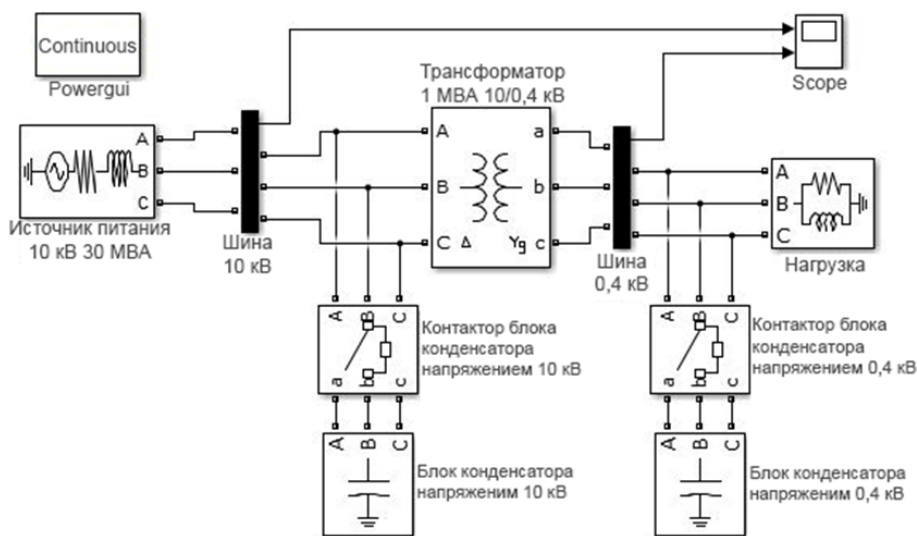 Continuous
Powergui
Scope
Трансформатор
1 МВА 10/0,4 кВ
A
B
C
Источник питания
10 кВ 30 МВА
Шина
10 кВ
A
B
C
Δ
a
b
c
Yg
Шина
0,4 кВ
A
B
C
Нагрузка
A
B
C
a
b
c
Контактор блока
конденсатора
напряжением 10 кВ
A
B
C
a
b
c
Контактор блока
конденсатора
напряжением 0,4 кВ
A
B
C
Блок конденсатора
напряженим 10 кВ
A
B
C
Блок конденсатора
напряженим 0,4 кВ